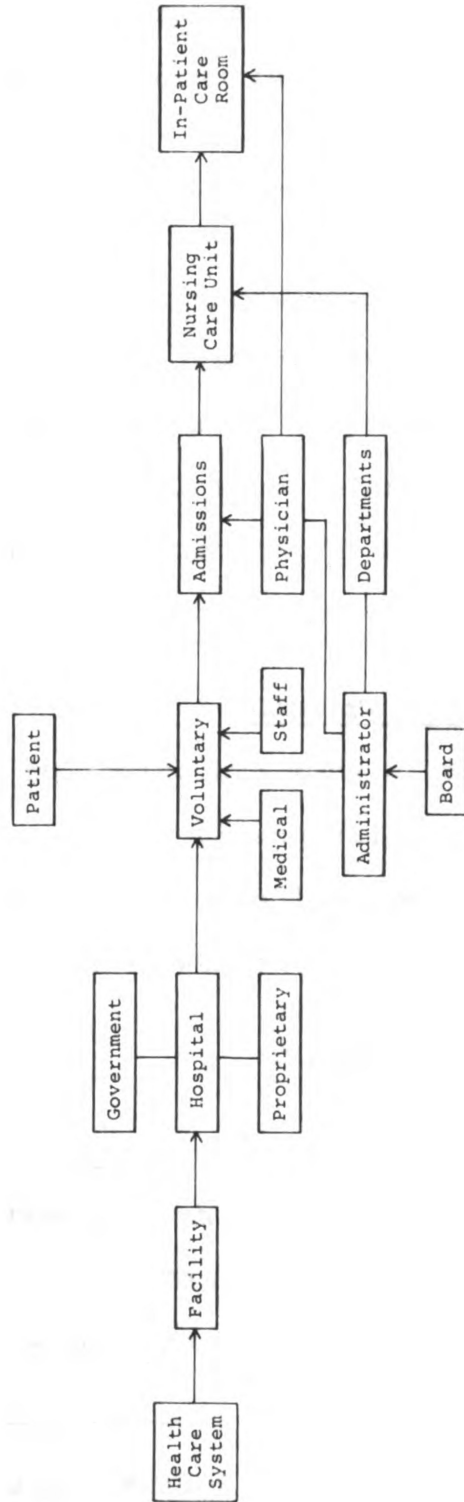 Health
Care
System
Facility
Government
Hospital
Proprietary
Patient
Voluntary
Medical
Staff
Administrator
Board
Admissions
Physician
Departments
Nursing
Care Unit
In-Patient
Care
Room